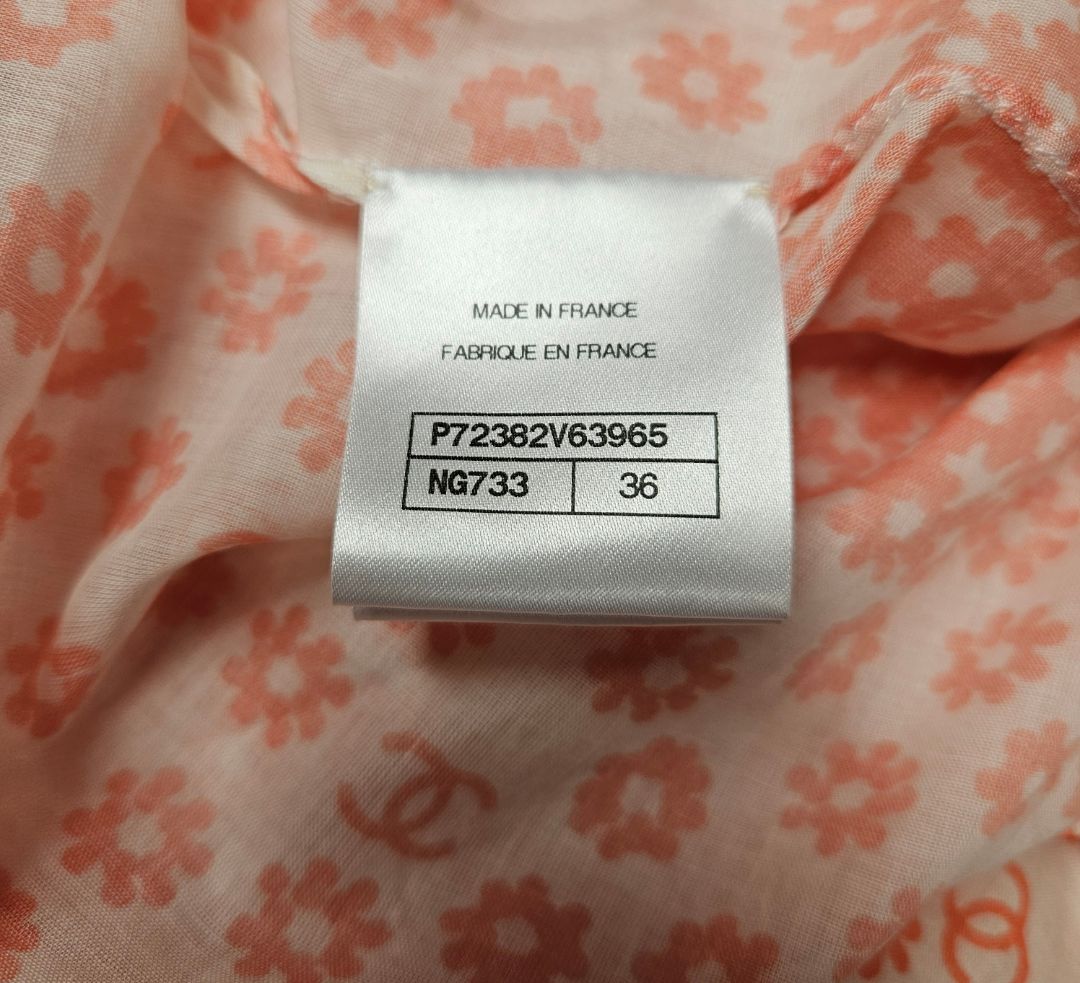 MADE IN FRANCE
FABRIQUE EN FRANCE
P72382V63965
NG733 36